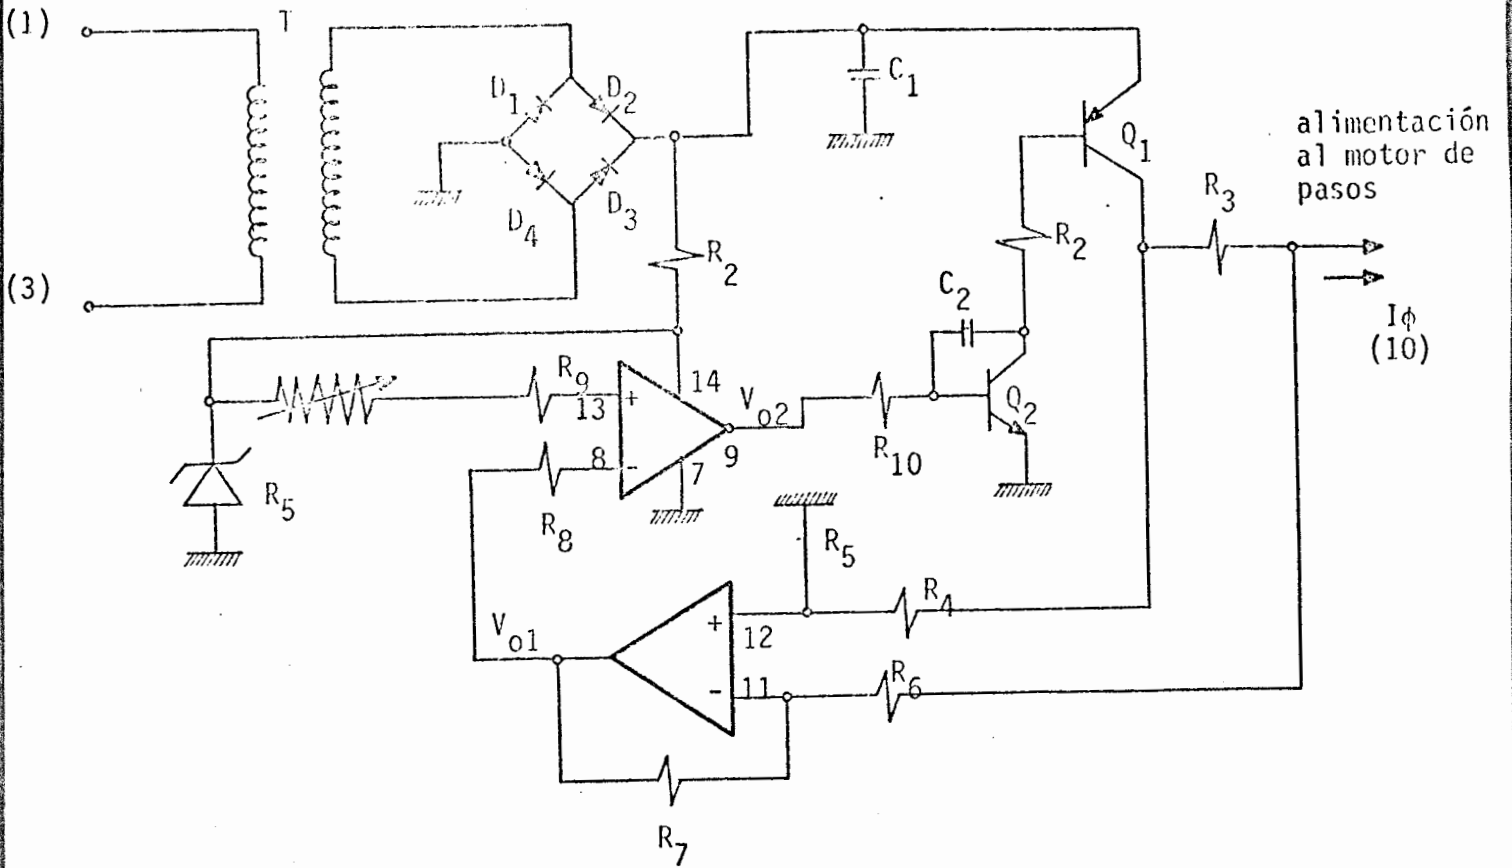 (1)
T
D1
D2
C1
Q1
alimentación
al motor de
pasos
R3
D4
D3
R2
R2
(3)
C2
Iϕ
(10)
R9
14
13
+
Vo2
Q2
8
-
7
9
R10
R5
R8
R5
R4
Vo1
+
12
-
11
R6
R7